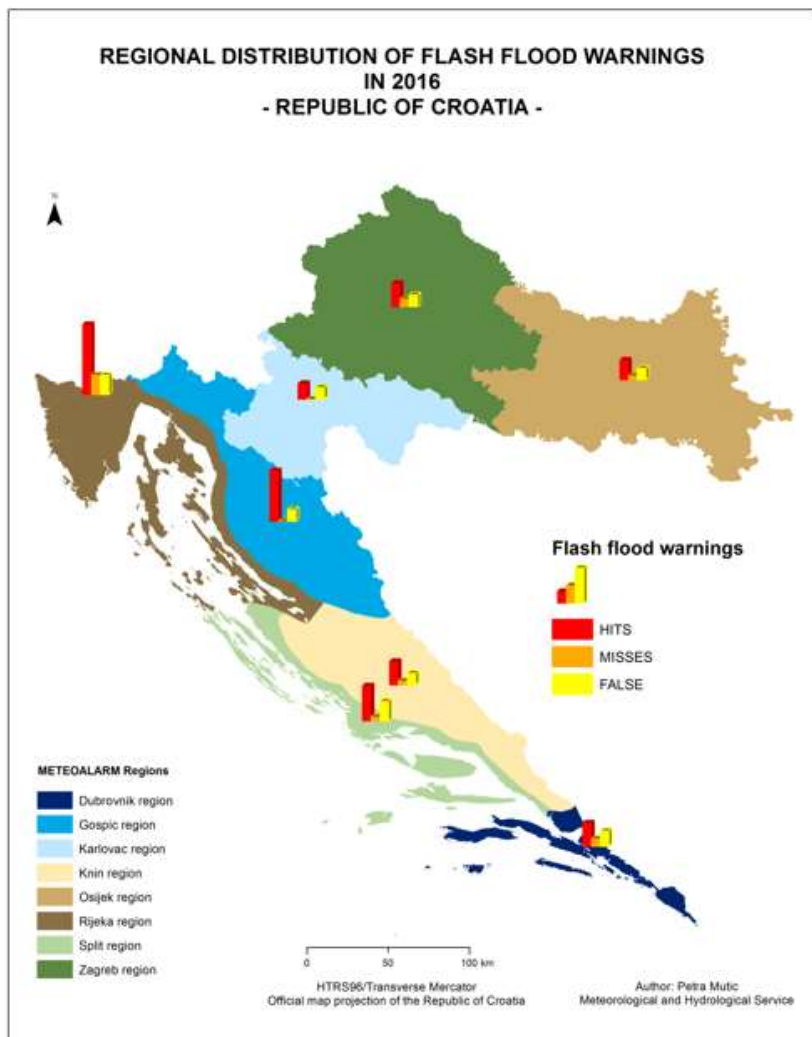 REGIONAL DISTRIBUTION OF FLASH FLOOD WARNINGS
IN 2016
- REPUBLIC OF CROATIA -
N
Flash flood warnings
HITS
MISSES
FALSE
METEOALARM Regions
Dubrovnik region
Gospic region
Karlovac region
Knin region
Osijek region
Rijeka region
Split region
Zagreb region
0 50 100 km
HTRS96/Transverse Mercator
Official map projection of the Republic of Croatia
Author: Petra Mutic
Meteorological and Hydrological Service